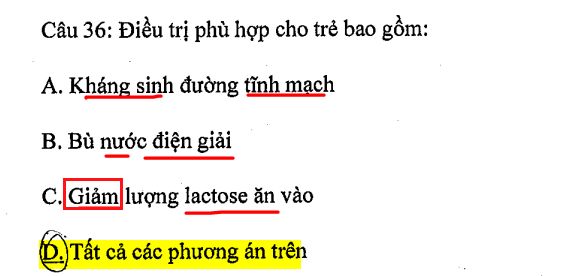 Câu 36: Điều trị phù hợp cho trẻ bao gồm:
A. Kháng sinh đường tĩnh mạch
B. Bù nước điện giải
C. Giảm lượng lactose ăn vào
D. Tất cả các phương án trên